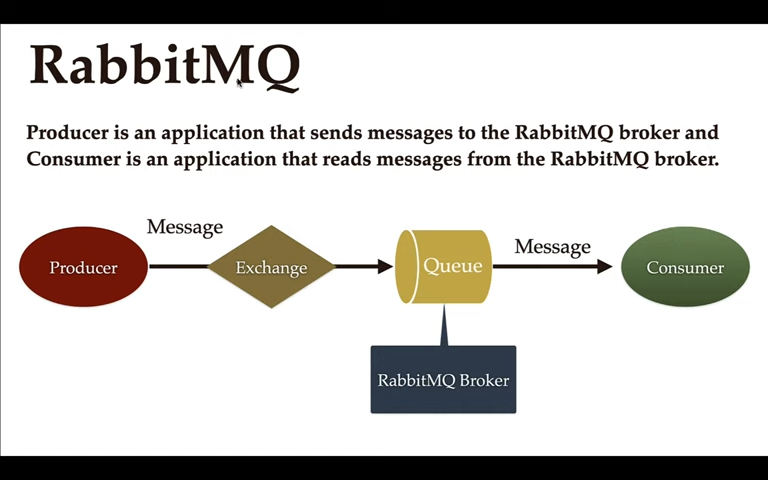 RabbitMQ
Producer is an application that sends messages to the RabbitMQ broker and
Consumer is an application that reads messages from the RabbitMQ broker.
Message
Producer
Exchange
Queue
Message
Consumer
RabbitMQ Broker